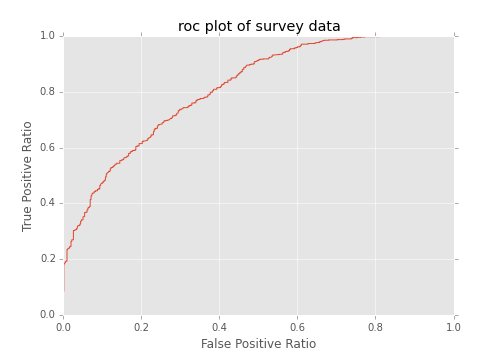 roc plot of survey data
True Positive Ratio
1.0
0.8
0.6
0.4
0.2
0.0
0.0 0.2 0.4 0.6 0.8 1.0
False Positive Ratio